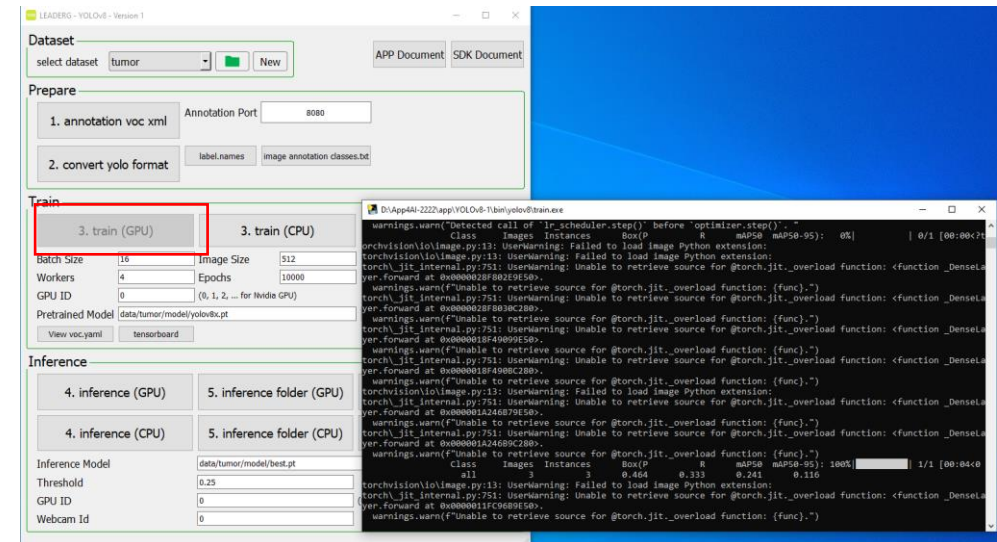 LEADERG - YOLOv8 - Version 1
Dataset
select dataset tumor New
APP Document SDK Document
Prepare
1. annotation voc xml
Annotation Port 8080
2. convert yolo format
label.names image annotation classes.txt
Train
3. train (GPU) 3. train (CPU)
Batch Size 16 Image Size 512
Workers 4 Epochs 10000
GPU ID 0 (0, 1, 2, ... for Nvidia GPU)
Pretrained Model data/tumor/model/yolov8x.pt
View voc.yaml tensorboard
Inference
4. inference (GPU) 5. inference folder (GPU)
4. inference (CPU) 5. inference folder (CPU)
Inference Model data/tumor/model/best.pt
Threshold 0.25
GPU ID 0
Webcam Id 0
D:\App4AI-2222\app\YOLOv8-1\bin\yolov8\train.exe
warnings.warn("Detected call of `lr_scheduler.step()` before `optimizer.step()`. "
Class Images Instances Box(P R mAP50 mAP50-95): 0%| | 0/1 [00:00<?t
orchvision\io\image.py:13: UserWarning: Failed to load image Python extension:
torch\_jit_internal.py:751: UserWarning: Unable to retrieve source for @torch.jit._overload function: <function _DenseLa
yer.forward at 0x0000028F802E9E50>.
warnings.warn(f"Unable to retrieve source for @torch.jit._overload function: {func}.")
torch\_jit_internal.py:751: UserWarning: Unable to retrieve source for @torch.jit._overload function: <function _DenseLa
yer.forward at 0x0000028F8030C280>.
warnings.warn(f"Unable to retrieve source for @torch.jit._overload function: {func}.")
torch\_jit_internal.py:751: UserWarning: Unable to retrieve source for @torch.jit._overload function: <function _DenseLa
yer.forward at 0x0000018F49099E50>.
warnings.warn(f"Unable to retrieve source for @torch.jit._overload function: {func}.")
torch\_jit_internal.py:751: UserWarning: Unable to retrieve source for @torch.jit._overload function: <function _DenseLa
yer.forward at 0x0000018F490BC280>.
warnings.warn(f"Unable to retrieve source for @torch.jit._overload function: {func}.")
torchvision\io\image.py:13: UserWarning: Failed to load image Python extension:
torch\_jit_internal.py:751: UserWarning: Unable to retrieve source for @torch.jit._overload function: <function _DenseLa
yer.forward at 0x000001A246B79E50>.
warnings.warn(f"Unable to retrieve source for @torch.jit._overload function: {func}.")
torch\_jit_internal.py:751: UserWarning: Unable to retrieve source for @torch.jit._overload function: <function _DenseLa
yer.forward at 0x000001A246B9C280>.
warnings.warn(f"Unable to retrieve source for @torch.jit._overload function: {func}.")
Class Images Instances Box(P R mAP50 mAP50-95): 100%| | 1/1 [00:04<0
all 3 3 0.464 0.333 0.241 0.116
torchvision\io\image.py:13: UserWarning: Failed to load image Python extension:
torch\_jit_internal.py:751: UserWarning: Unable to retrieve source for @torch.jit._overload function: <function _DenseLa
yer.forward at 0x0000011FC96B9E50>.
warnings.warn(f"Unable to retrieve source for @torch.jit._overload function: {func}.")